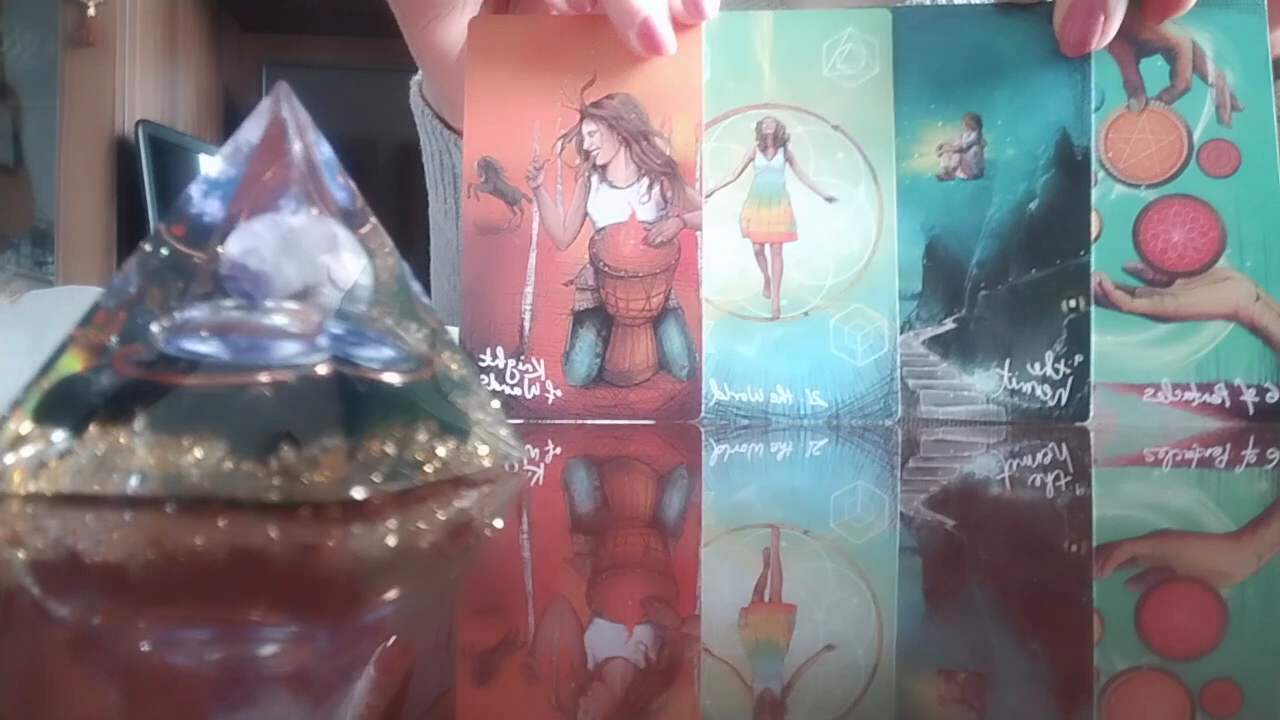 Knight
of Wands
21 the World
9. the
Hermit
6 of Pentacles